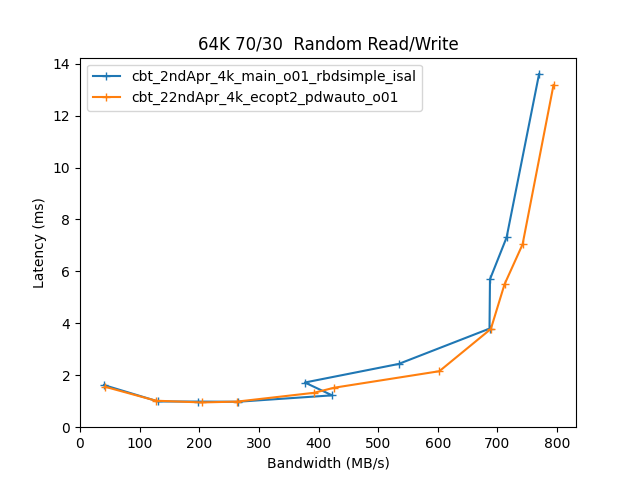 64K 70/30  Random Read/Write
cbt_2ndApr_4k_main_o01_rbdsimple_isal
cbt_22ndApr_4k_ecopt2_pdwauto_o01
14
12
10
8
6
4
2
0
Latency (ms)
0 100 200 300 400 500 600 700 800
Bandwidth (MB/s)